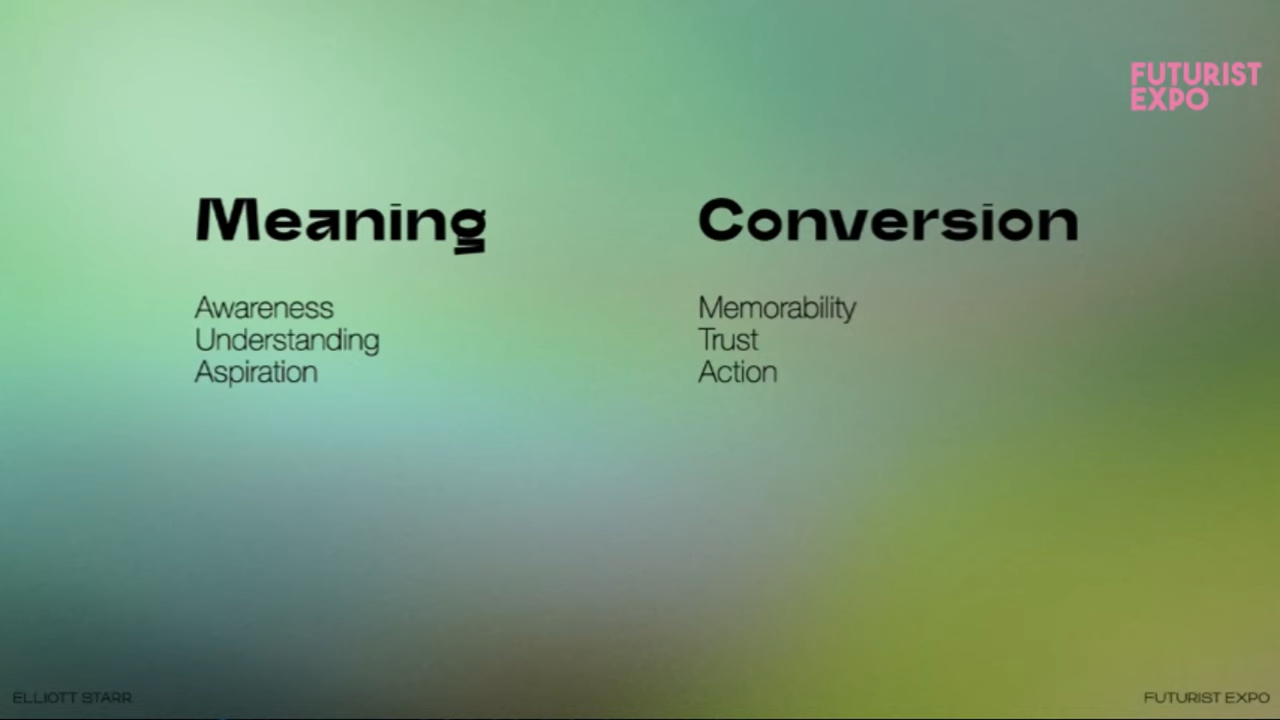 FUTURIST
EXPO
Meaning
Awareness
Understanding
Aspiration
Conversion
Memorability
Trust
Action
ELLIOTT STARR
FUTURIST EXPO